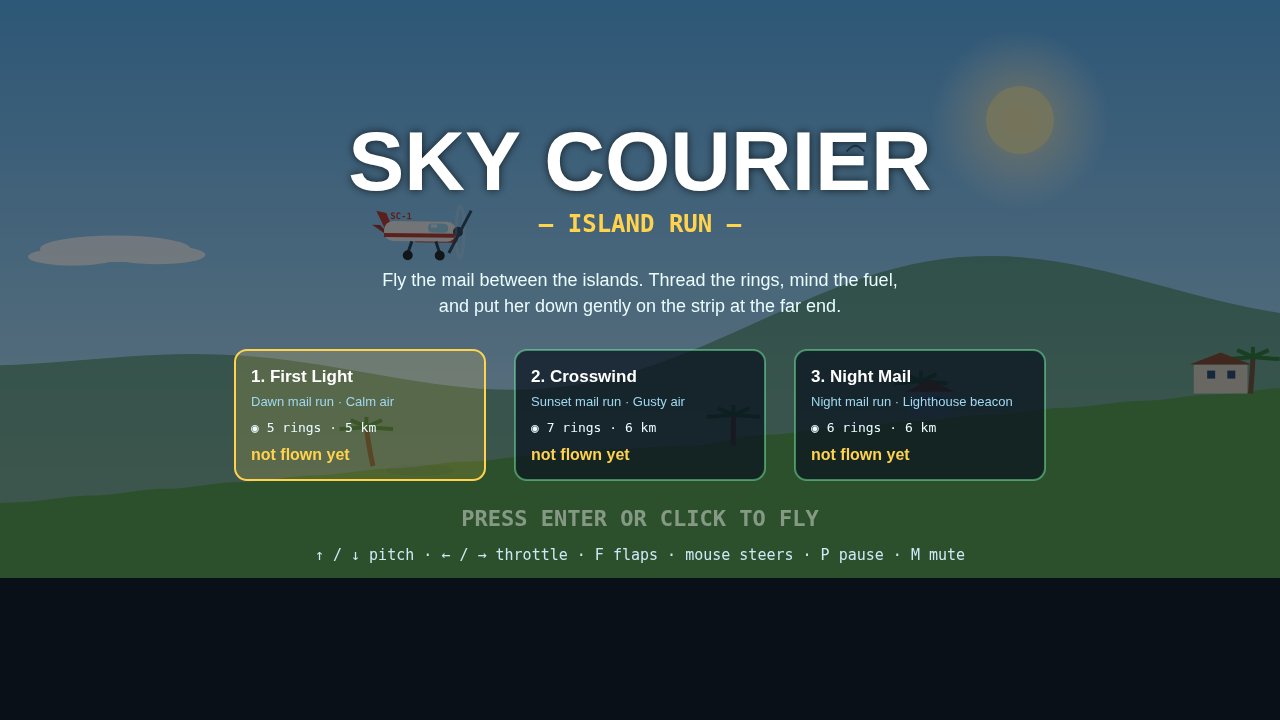 SKY COURIER
SC-1
— ISLAND RUN —
Fly the mail between the islands. Thread the rings, mind the fuel,
and put her down gently on the strip at the far end.
1. First Light
Dawn mail run · Calm air
◉ 5 rings · 5 km
not flown yet
2. Crosswind
Sunset mail run · Gusty air
◉ 7 rings · 6 km
not flown yet
3. Night Mail
Night mail run · Lighthouse beacon
◉ 6 rings · 6 km
not flown yet
PRESS ENTER OR CLICK TO FLY
↑ / ↓ pitch · ← / → throttle · F flaps · mouse steers · P pause · M mute